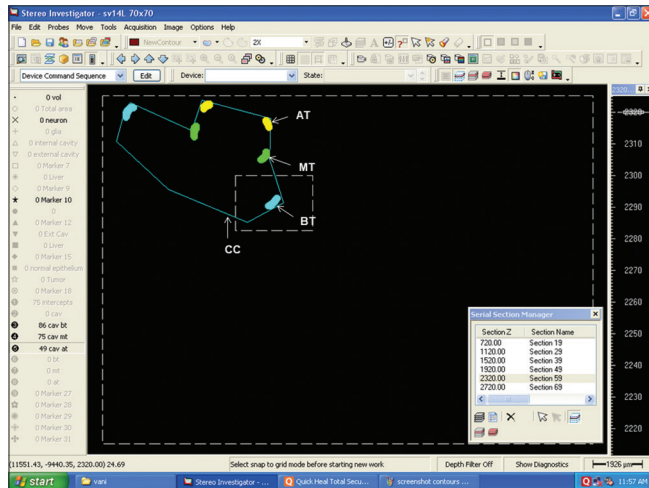 Stereo Investigator - sv14L 70x70
File Edit Probes Move Tools Acquisition Image Options Help
NewContour 2X
Device Command Sequence Edit Device: State:
0 vol
0 Total area
0 neuron
0 glia
0 internal cavity
0 external cavity
0 Marker 7
0 Liver
0 Marker 9
0 Marker 10
0
0 Marker 12
0 Ext Cav
0 Liver
0 Marker 15
0 normal epithelium
0 Tumor
0 Marker 18
75 intercepts
0 cav
86 cav bt
75 cav mt
49 cav at
0 bt
0 mt
0 at
0 Marker 27
0 Marker 28
0 Marker 29
0 Marker 30
0 Marker 31
AT
MT
BT
CC
2320.
2320
2310
2300
2290
2280
2270
2260
2250
2240
2230
2220
Serial Section Manager
Section Z Section Name
720.00 Section 19
1120.00 Section 29
1520.00 Section 39
1920.00 Section 49
2320.00 Section 59
2720.00 Section 69
(11551.43, -9440.35, 2320.00) 24.69 Select snap to grid mode before starting new work Depth Filter Off Show Diagnostics 1926 µm
start vani Stereo Investigator - ... Quick Heal Total Secu... screenshot contours ... 11:57 AM